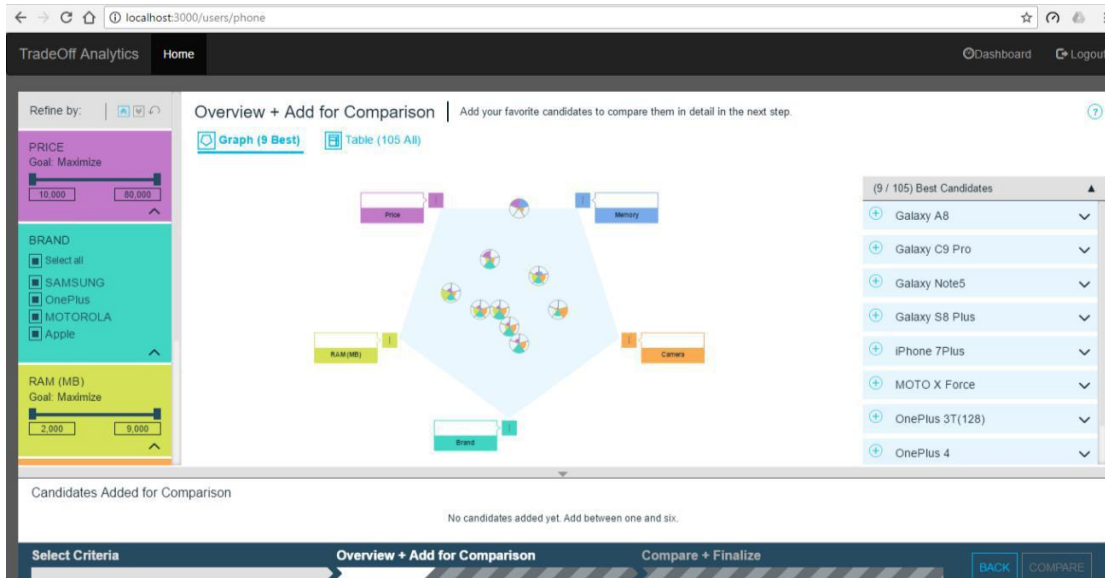 localhost:3000/users/phone
TradeOff Analytics
Home
Dashboard
Logout
Refine by:
Overview + Add for Comparison
Add your favorite candidates to compare them in detail in the next step.
?
Graph (9 Best)
Table (105 All)
PRICE
Goal: Maximize
10,000
80,000
BRAND
Select all
SAMSUNG
OnePlus
MOTOROLA
Apple
RAM (MB)
Goal: Maximize
2,000
9,000
Price
Memory
RAM (MB)
Camera
Brand
(9 / 105) Best Candidates
Galaxy A8
Galaxy C9 Pro
Galaxy Note5
Galaxy S8 Plus
iPhone 7Plus
MOTO X Force
OnePlus 3T(128)
OnePlus 4
Candidates Added for Comparison
No candidates added yet. Add between one and six.
Select Criteria
Overview + Add for Comparison
Compare + Finalize
BACK
COMPARE